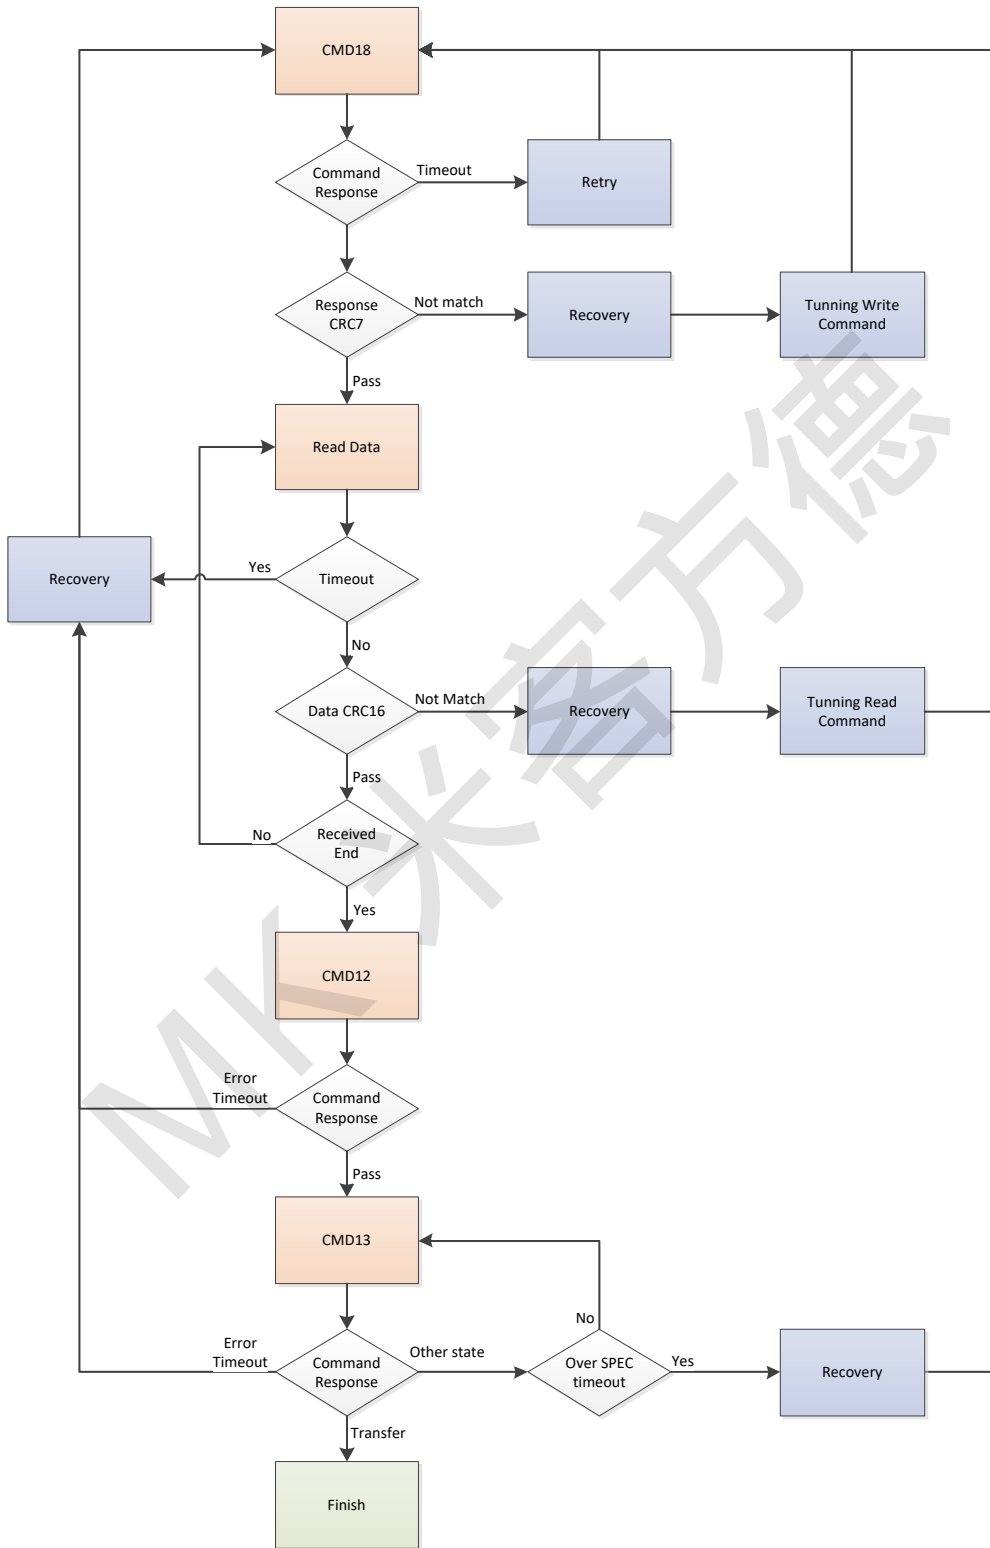 CMD18
Command
Response
Timeout
Retry
Response
CRC7
Not match
Recovery
Tunning Write
Command
Pass
Read Data
Recovery
Yes
Timeout
No
Data CRC16
Not Match
Recovery
Tunning Read
Command
Pass
No
Received
End
Yes
CMD12
Error
Timeout
Command
Response
Pass
CMD13
No
Error
Timeout
Command
Response
Other state
Over SPEC
timeout
Yes
Recovery
Transfer
Finish
MK 米客方德